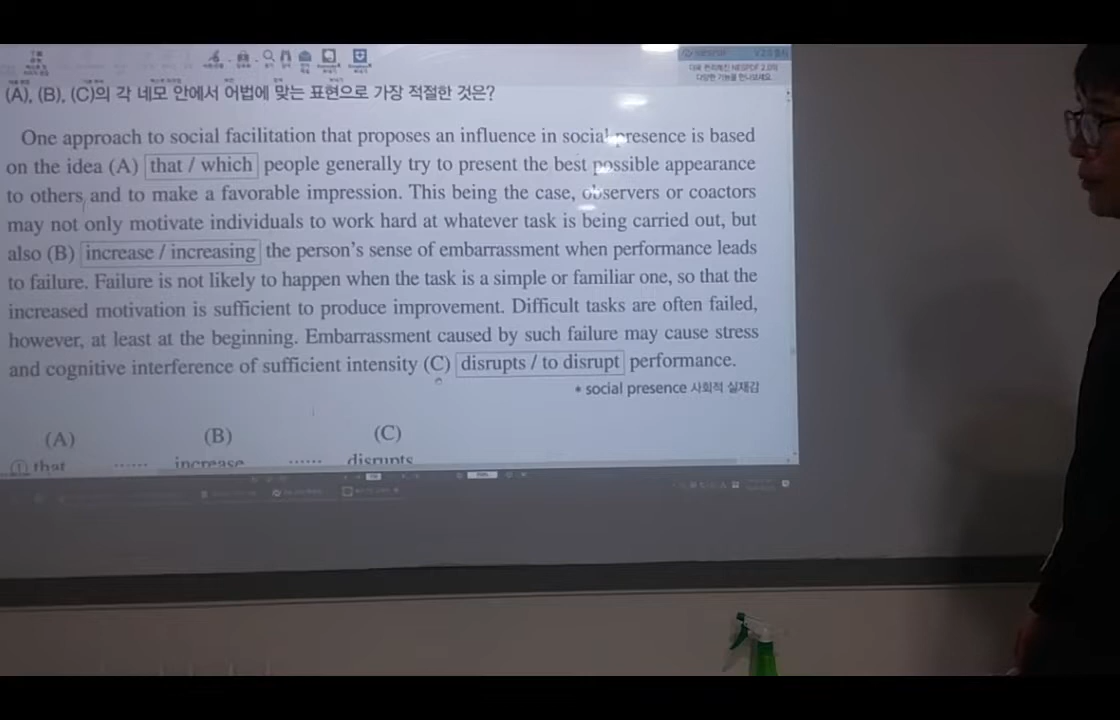 (A), (B), (C)의 각 네모 안에서 어법에 맞는 표현으로 가장 적절한 것은?
One approach to social facilitation that proposes an influence in social presence is based
on the idea (A) that / which people generally try to present the best possible appearance
to others and to make a favorable impression. This being the case, observers or coactors
may not only motivate individuals to work hard at whatever task is being carried out, but
also (B) increase / increasing the person's sense of embarrassment when performance leads
to failure. Failure is not likely to happen when the task is a simple or familiar one, so that the
increased motivation is sufficient to produce improvement. Difficult tasks are often failed,
however, at least at the beginning. Embarrassment caused by such failure may cause stress
and cognitive interference of sufficient intensity (C) disrupts / to disrupt performance.
* social presence 사회적 실재감
(A) (B) (C)
① that ...... increase ...... disrupts